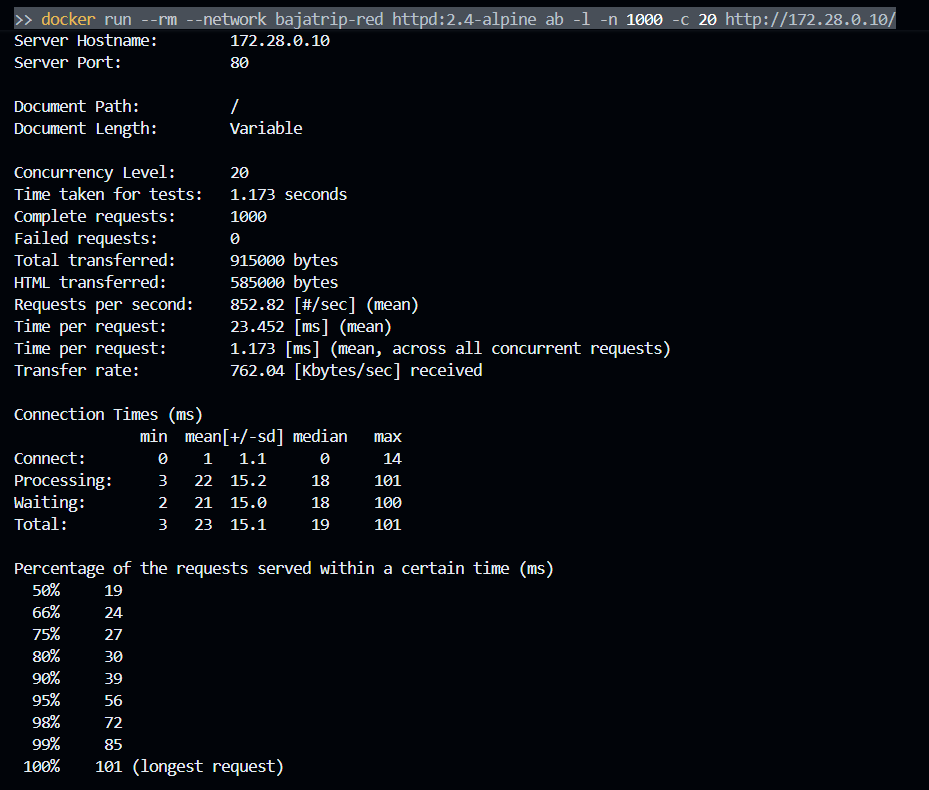 >> docker run --rm --network bajatrip-red httpd:2.4-alpine ab -l -n 1000 -c 20 http://172.28.0.10/
Server Hostname:        172.28.0.10
Server Port:            80

Document Path:          /
Document Length:        Variable

Concurrency Level:      20
Time taken for tests:   1.173 seconds
Complete requests:      1000
Failed requests:        0
Total transferred:      915000 bytes
HTML transferred:       585000 bytes
Requests per second:    852.82 [#/sec] (mean)
Time per request:       23.452 [ms] (mean)
Time per request:       1.173 [ms] (mean, across all concurrent requests)
Transfer rate:          762.04 [Kbytes/sec] received

Connection Times (ms)
              min  mean[+/-sd] median   max
Connect:        0    1   1.1      0      14
Processing:     3   22  15.2     18     101
Waiting:        2   21  15.0     18     100
Total:          3   23  15.1     19     101

Percentage of the requests served within a certain time (ms)
  50%     19
  66%     24
  75%     27
  80%     30
  90%     39
  95%     56
  98%     72
  99%     85
 100%    101 (longest request)